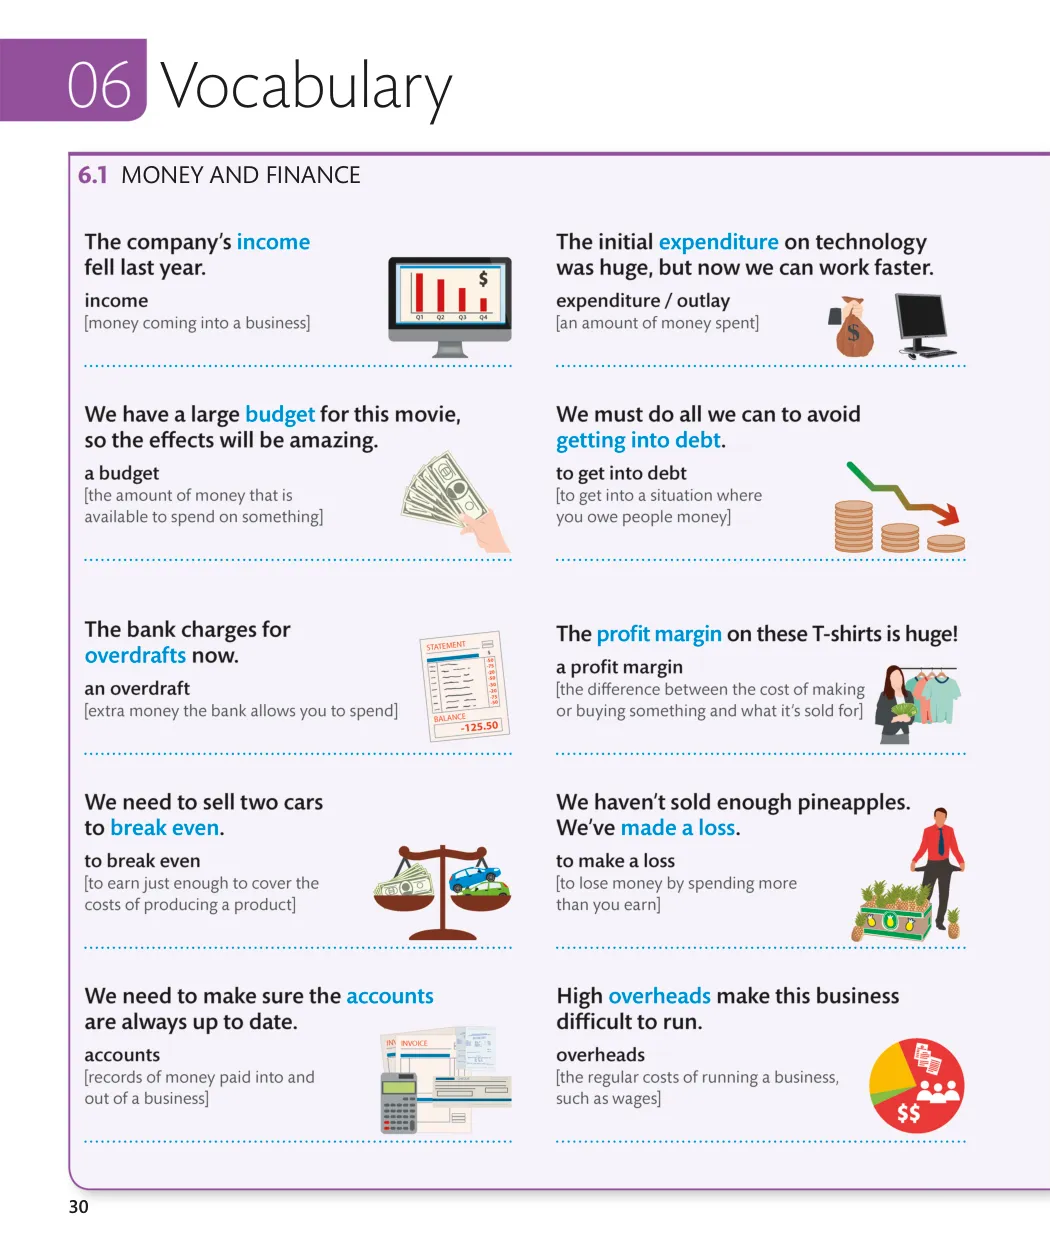 06 Vocabulary
6.1 MONEY AND FINANCE
The company's income
fell last year.
income
[money coming into a business]
$
Q1 Q2 Q3 Q4
The initial expenditure on technology
was huge, but now we can work faster.
expenditure / outlay
[an amount of money spent]
$
We have a large budget for this movie,
so the effects will be amazing.
a budget
[the amount of money that is
available to spend on something]
We must do all we can to avoid
getting into debt.
to get into debt
[to get into a situation where
you owe people money]
The bank charges for
overdrafts now.
an overdraft
[extra money the bank allows you to spend]
STATEMENT
$
BALANCE
-125.50
The profit margin on these T-shirts is huge!
a profit margin
[the difference between the cost of making
or buying something and what it's sold for]
We need to sell two cars
to break even.
to break even
[to earn just enough to cover the
costs of producing a product]
We haven't sold enough pineapples.
We've made a loss.
to make a loss
[to lose money by spending more
than you earn]
We need to make sure the accounts
are always up to date.
accounts
[records of money paid into and
out of a business]
INVOICE
High overheads make this business
difficult to run.
overheads
[the regular costs of running a business,
such as wages]
$$
30